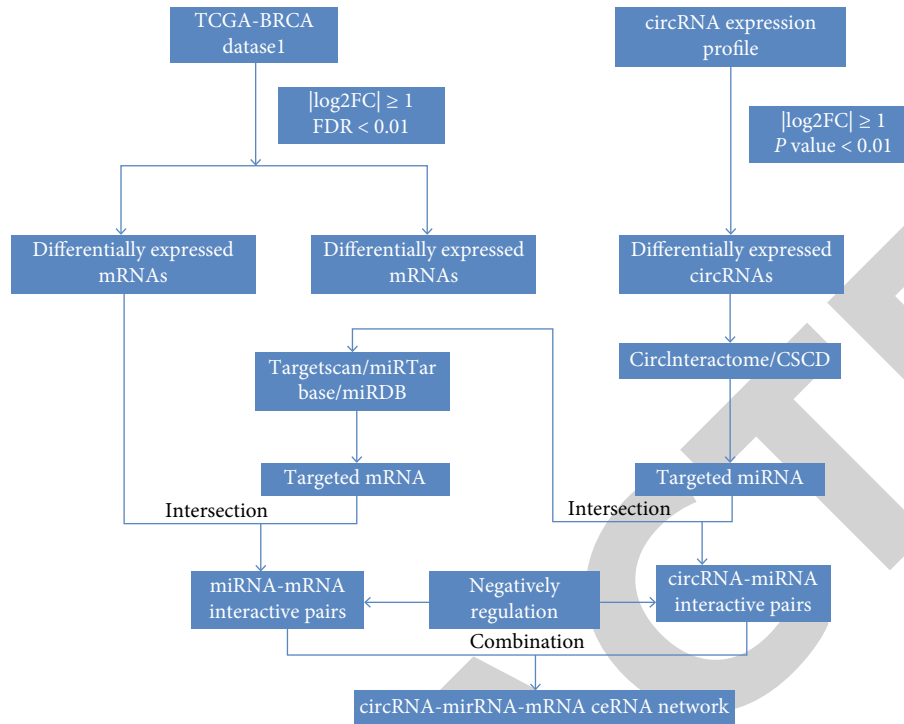 TCGA-BRCA
datase1
circRNA expression
profile
|log2FC| ≥ 1
FDR < 0.01
|log2FC| ≥ 1
P value < 0.01
Differentially expressed
mRNAs
Differentially expressed
mRNAs
Differentially expressed
circRNAs
Targetscan/miRTar
base/miRDB
CircInteractome/CSCD
Targeted mRNA
Targeted miRNA
Intersection
Intersection
miRNA-mRNA
interactive pairs
Negatively
regulation
circRNA-miRNA
interactive pairs
Combination
circRNA-mirRNA-mRNA ceRNA network